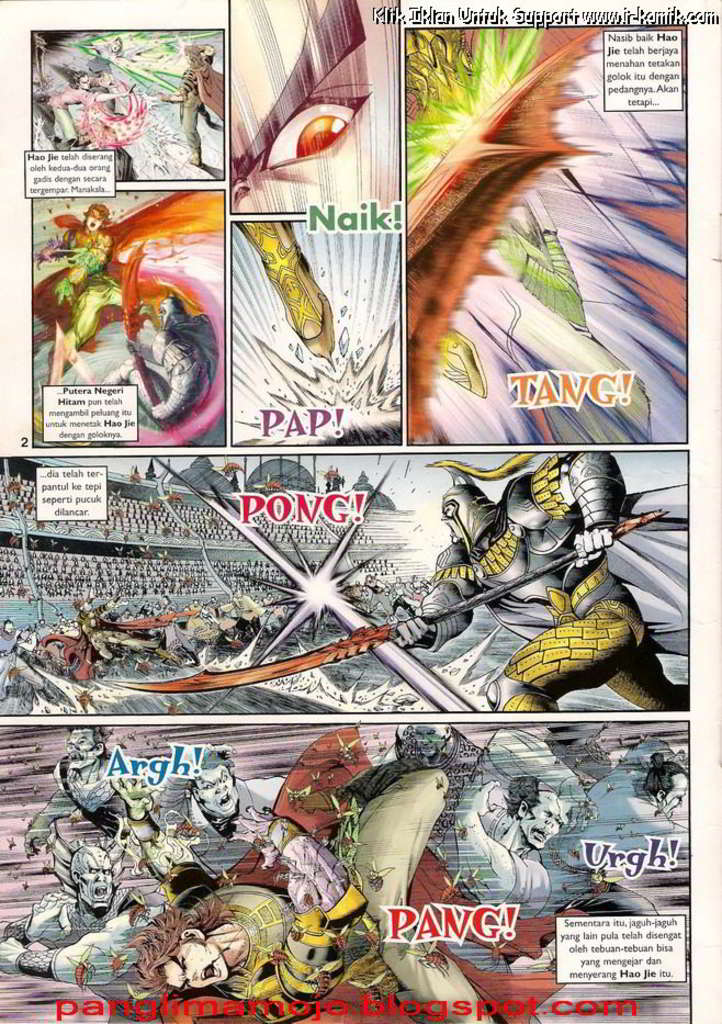 Klik Iklan Untuk Support www.ir-komik.com
Hao Jie telah diserang
oleh kedua-dua orang
gadis dengan secara
tergempar. Manakala...
Naik!
Nasib baik Hao
Jie telah berjaya
menahan tetakan
golok itu dengan
pedangnya. Akan
tetapi...
...Putera Negeri
Hitam pun telah
mengambil peluang itu
untuk menetak Hao Jie
dengan goloknya.
PAP!
TANG!
2
...dia telah ter-
pantul ke tepi
seperti pucuk
dilancar.
PONG!
Argh!
Urgh!
PANG!
Sementara itu, jaguh-jaguh
yang lain pula telah disengat
oleh tebuan-tebuan bisa
yang mengejar dan
menyerang Hao Jie itu.
panglimamojo.blogspot.com